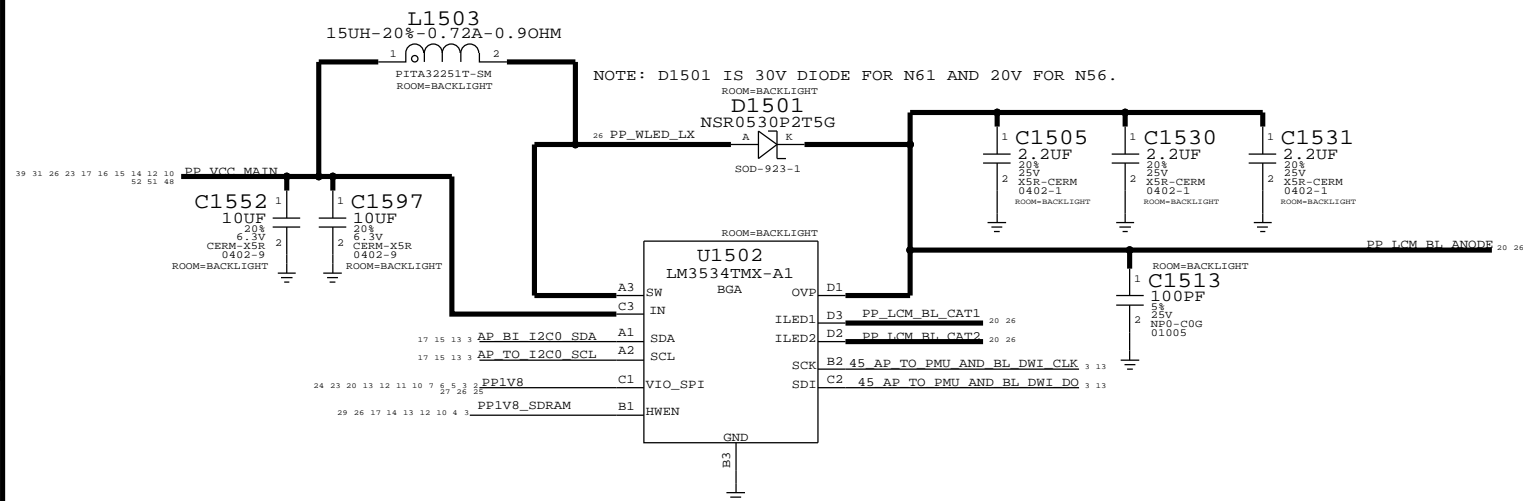 L1503
15UH-20%-0.72A-0.9OHM
1 2
PITA32251T-SM
ROOM=BACKLIGHT
NOTE: D1501 IS 30V DIODE FOR N61 AND 20V FOR N56.
ROOM=BACKLIGHT
D1501
NSR0530P2T5G
26 PP_WLED_LX A K
SOD-923-1
1 C1505
2.2UF
20%
25V
2 X5R-CERM
0402-1
ROOM=BACKLIGHT
1 C1530
2.2UF
20%
25V
2 X5R-CERM
0402-1
ROOM=BACKLIGHT
1 C1531
2.2UF
20%
25V
2 X5R-CERM
0402-1
ROOM=BACKLIGHT
39 31 26 23 17 16 15 14 12 10 PP_VCC_MAIN
52 51 48
C1552 1
10UF
20%
6.3V
CERM-X5R 2
0402-9
ROOM=BACKLIGHT
1 C1597
10UF
20%
6.3V
2 CERM-X5R
0402-9
ROOM=BACKLIGHT
ROOM=BACKLIGHT
U1502
LM3534TMX-A1
BGA
PP_LCM_BL_ANODE 20 26
ROOM=BACKLIGHT
1 C1513
100PF
5%
25V
2 NP0-C0G
01005
A3 SW
C3 IN
17 15 13 3 AP_BI_I2C0_SDA A1 SDA
17 15 13 3 AP_TO_I2C0_SCL A2 SCL
24 23 20 13 12 11 10 7 6 5 3 2 PP1V8 C1 VIO_SPI
27 26 25
29 26 17 14 13 12 10 4 3 PP1V8_SDRAM B1 HWEN
OVP D1
ILED1 D3 PP_LCM_BL_CAT1 20 26
ILED2 D2 PP_LCM_BL_CAT2 20 26
SCK B2 45_AP_TO_PMU_AND_BL_DWI_CLK 3 13
SDI C2 45_AP_TO_PMU_AND_BL_DWI_DO 3 13
GND
B3